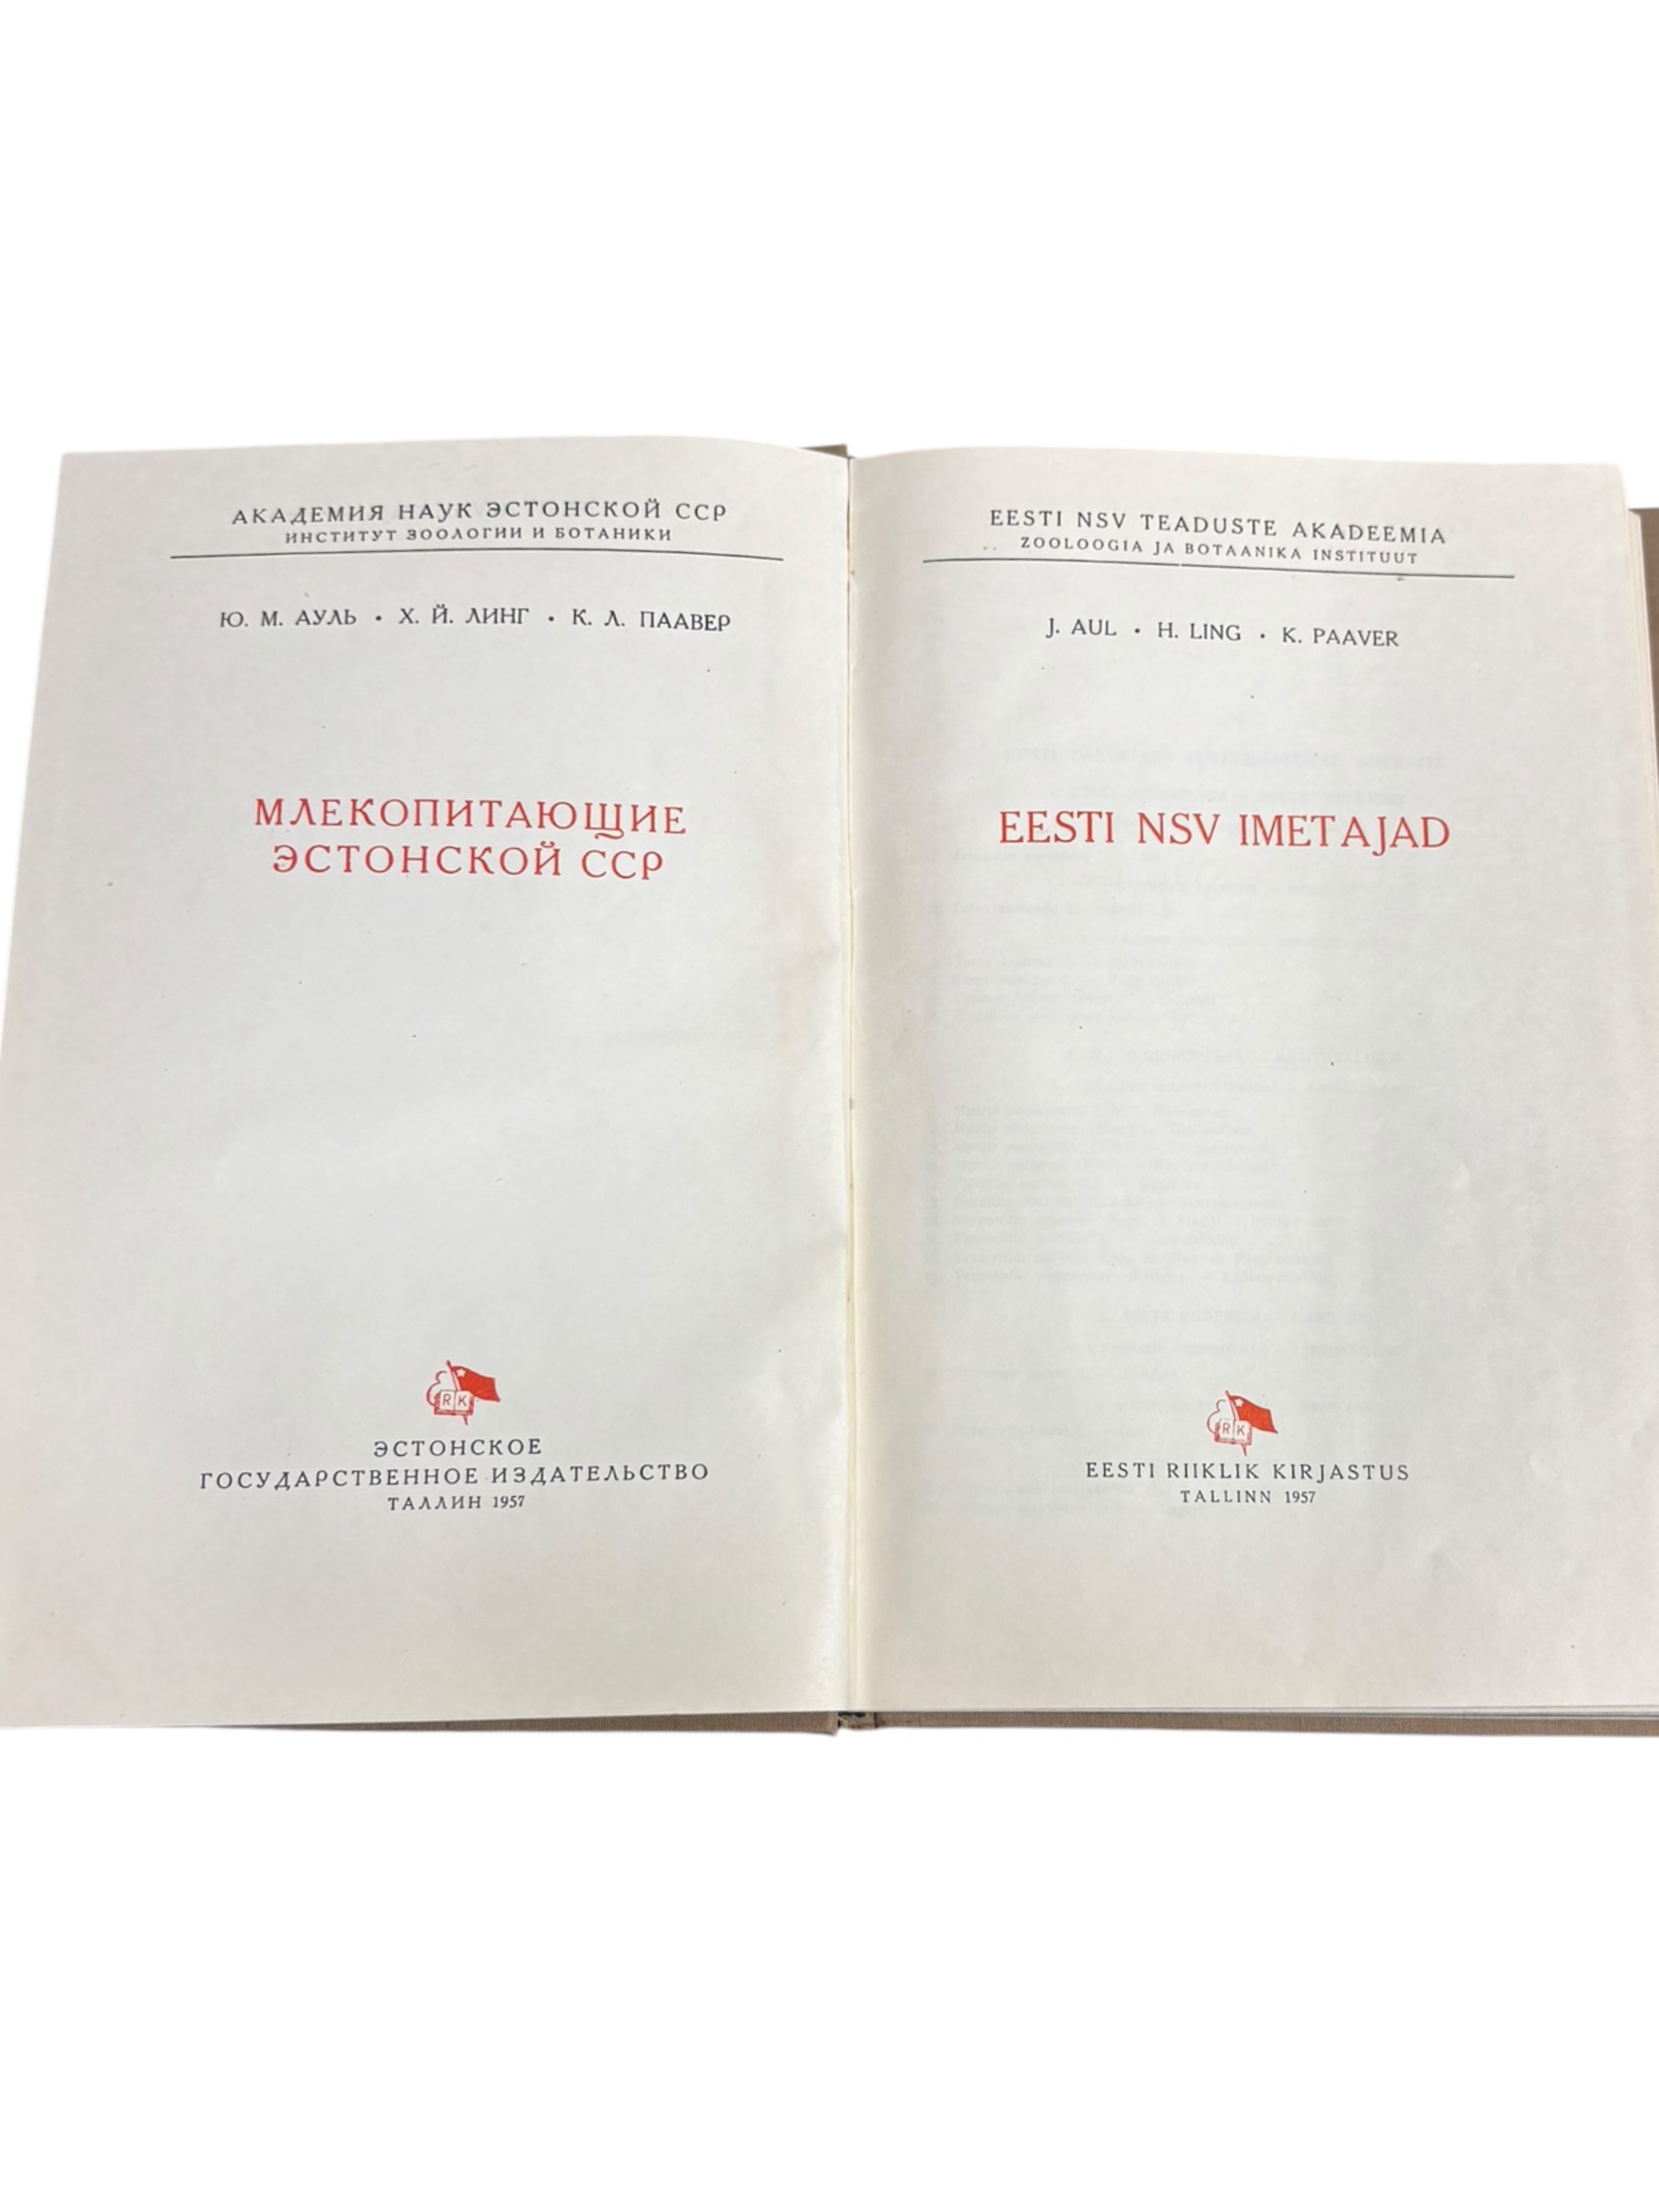 АКАДЕМИЯ НАУК ЭСТОНСКОЙ ССР
ИНСТИТУТ ЗООЛОГИИ И БОТАНИКИ
Ю. М. АУЛЬ • Х. Й. ЛИНГ • К. Л. ПААВЕР
МЛЕКОПИТАЮЩИЕ
ЭСТОНСКОЙ ССР
RK
ЭСТОНСКОЕ
ГОСУДАРСТВЕННОЕ ИЗДАТЕЛЬСТВО
ТАЛЛИН 1957
EESTI NSV TEADUSTE AKADEEMIA
ZOOLOOGIA JA BOTAANIKA INSTITUUT
J. AUL • H. LING • K. PAAVER
EESTI NSV IMETAJAD
RK
EESTI RIIKLIK KIRJASTUS
TALLINN 1957